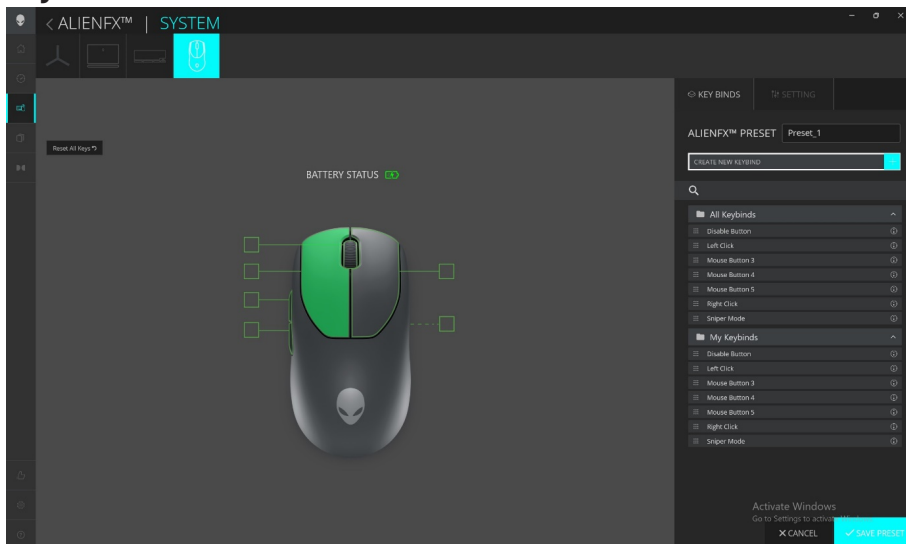 < ALIENFX™ | SYSTEM
KEY BINDS
SETTING
ALIENFX™ PRESET
Preset_1
Reset All Keys
CREATE NEW KEYBIND
+
BATTERY STATUS
All Keybinds
Disable Button
Left Click
Mouse Button 3
Mouse Button 4
Mouse Button 5
Right Click
Sniper Mode
My Keybinds
Disable Button
Left Click
Mouse Button 3
Mouse Button 4
Mouse Button 5
Right Click
Sniper Mode
Activate Windows
Go to Settings to activate
CANCEL
SAVE PRESET